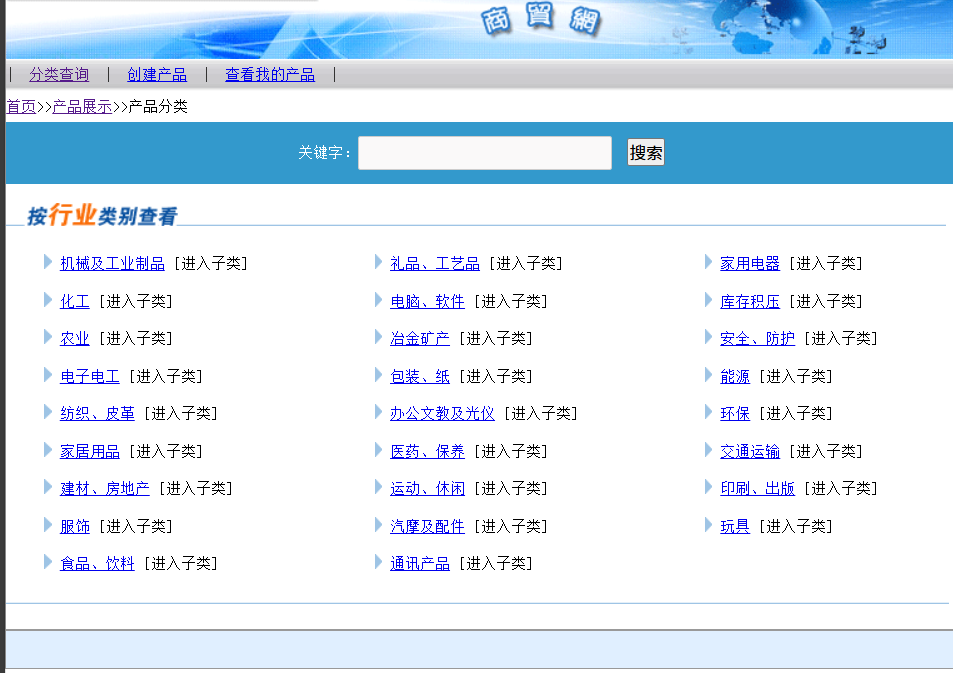 商貿網
| 分类查询 | 创建产品 | 查看我的产品 |
首页>>产品展示>>产品分类
关键字： 搜索
按行业类别查看
机械及工业制品 [进入子类] 礼品、工艺品 [进入子类] 家用电器 [进入子类]
化工 [进入子类] 电脑、软件 [进入子类] 库存积压 [进入子类]
农业 [进入子类] 冶金矿产 [进入子类] 安全、防护 [进入子类]
电子电工 [进入子类] 包装、纸 [进入子类] 能源 [进入子类]
纺织、皮革 [进入子类] 办公文教及光仪 [进入子类] 环保 [进入子类]
家居用品 [进入子类] 医药、保养 [进入子类] 交通运输 [进入子类]
建材、房地产 [进入子类] 运动、休闲 [进入子类] 印刷、出版 [进入子类]
服饰 [进入子类] 汽摩及配件 [进入子类] 玩具 [进入子类]
食品、饮料 [进入子类] 通讯产品 [进入子类]